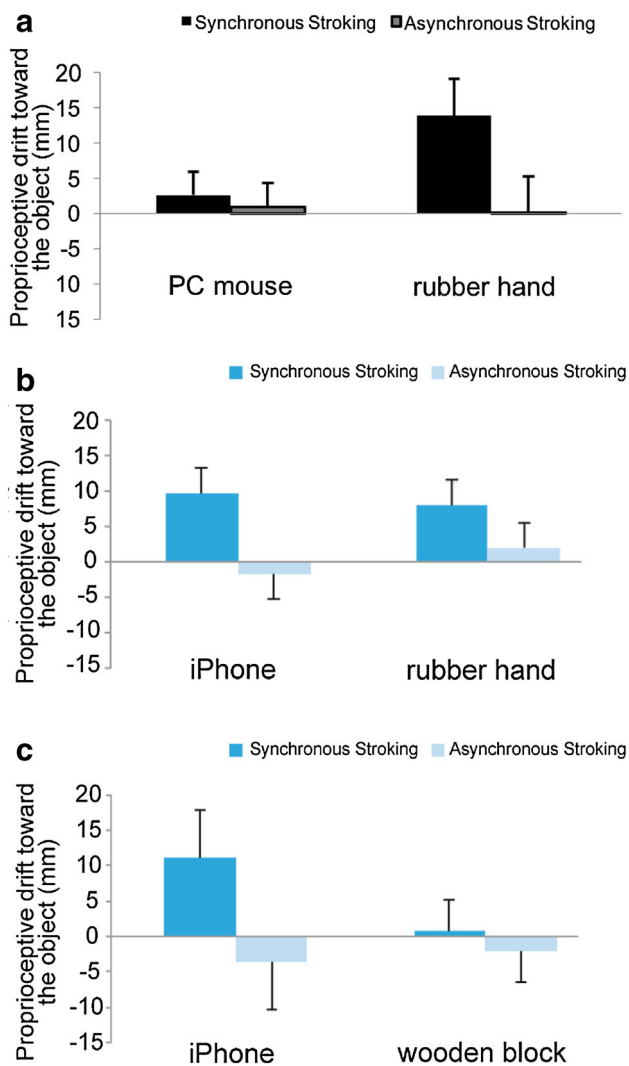 a
Synchronous Stroking Asynchronous Stroking
Proprioceptive drift toward
the object (mm)
20
15
10
5
0
-5
10
15
PC mouse rubber hand
b
Synchronous Stroking Asynchronous Stroking
Proprioceptive drift toward
the object (mm)
20
15
10
5
0
-5
-10
-15
iPhone rubber hand
c
Synchronous Stroking Asynchronous Stroking
Proprioceptive drift toward
the object (mm)
20
15
10
5
0
-5
-10
-15
iPhone wooden block